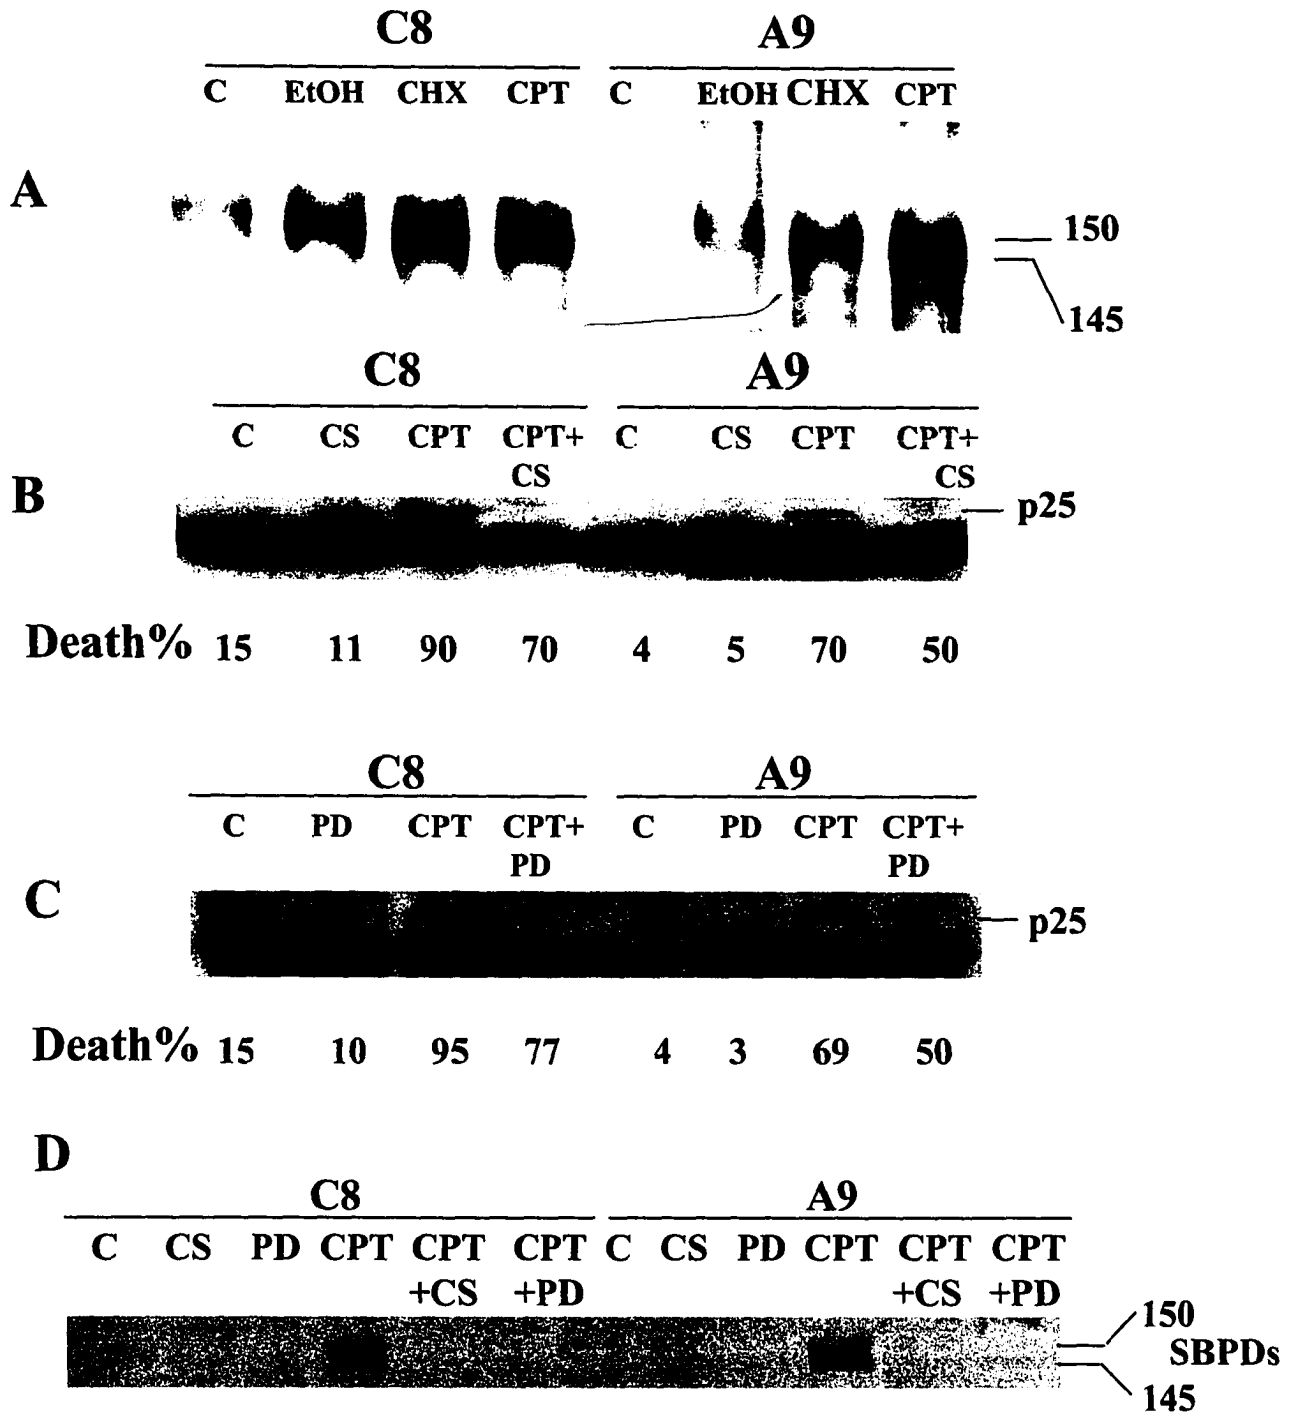 C8 A9
C EtOH CHX CPT C EtOH CHX CPT
A
150
145
C8 A9
C CS CPT CPT+ C CS CPT CPT+
CS CS
B
p25
Death% 15 11 90 70 4 5 70 50
C8 A9
C PD CPT CPT+ C PD CPT CPT+
PD PD
C
p25
Death% 15 10 95 77 4 3 69 50
D
C8 A9
C CS PD CPT CPT CPT C CS PD CPT CPT CPT
+CS +PD +CS +PD
150
SBPDs
145